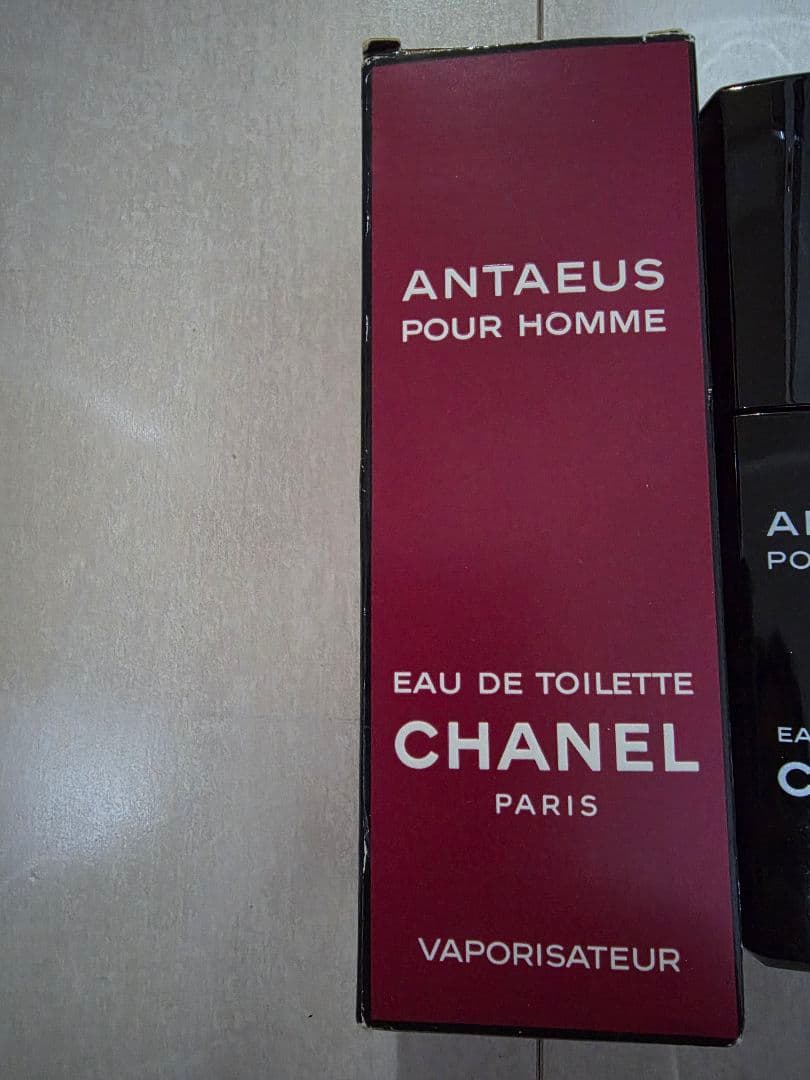 ANTAEUS
POUR HOMME
EAU DE TOILETTE
CHANEL
PARIS
VAPORISATEUR